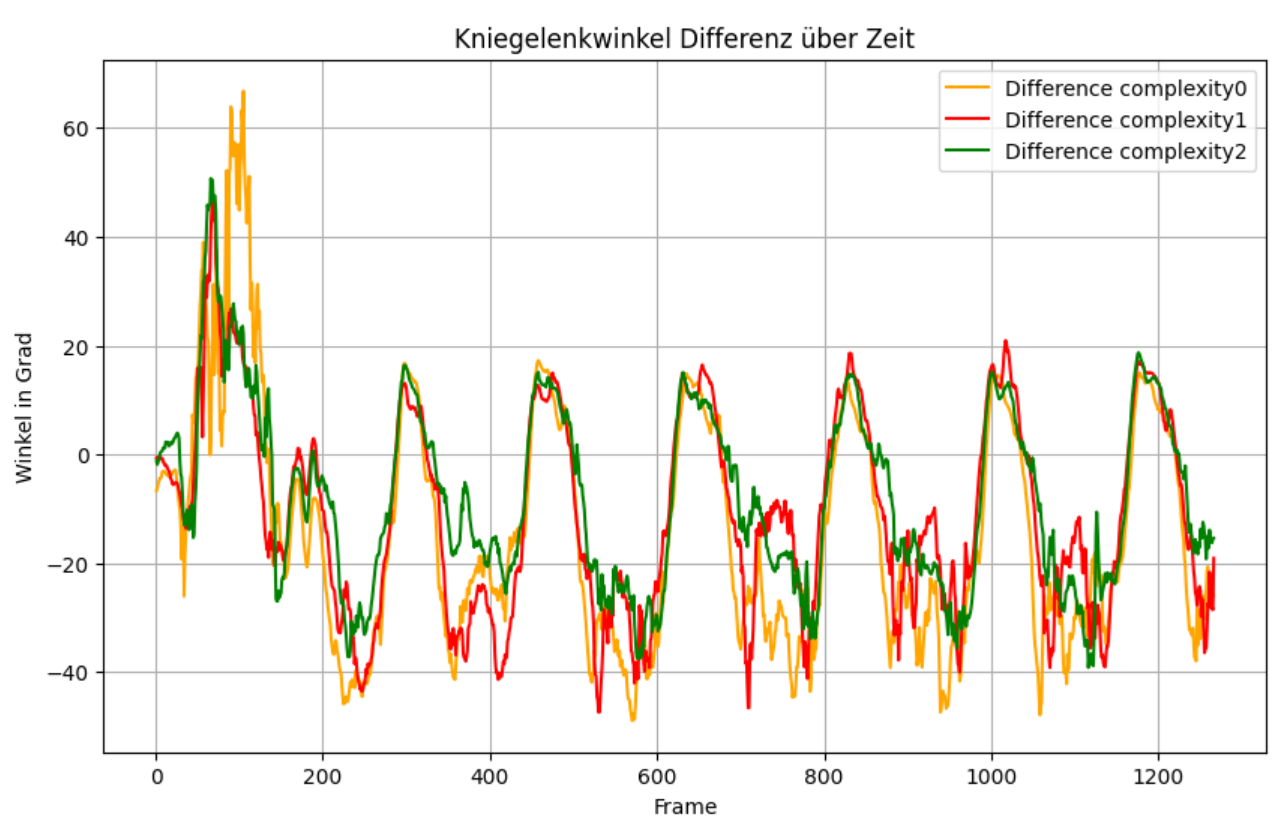 Kniegelenkwinkel Differenz über Zeit
Difference complexity0
Difference complexity1
Difference complexity2
60
40
20
0
−20
−40
Winkel in Grad
0 200 400 600 800 1000 1200
Frame